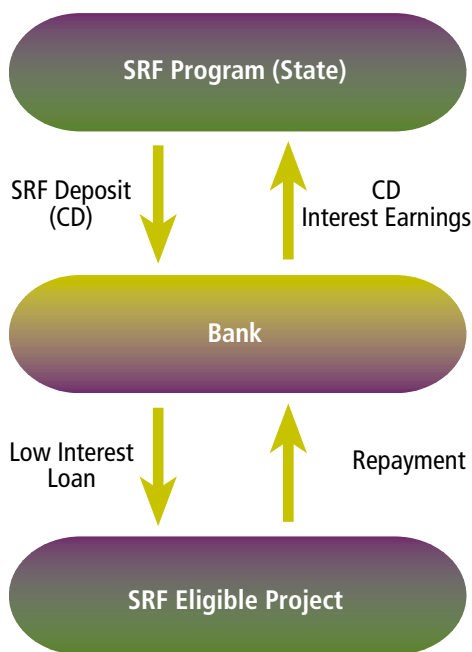 SRF Program (State)
SRF Deposit
(CD)
CD
Interest Earnings
Bank
Low Interest
Loan
Repayment
SRF Eligible Project